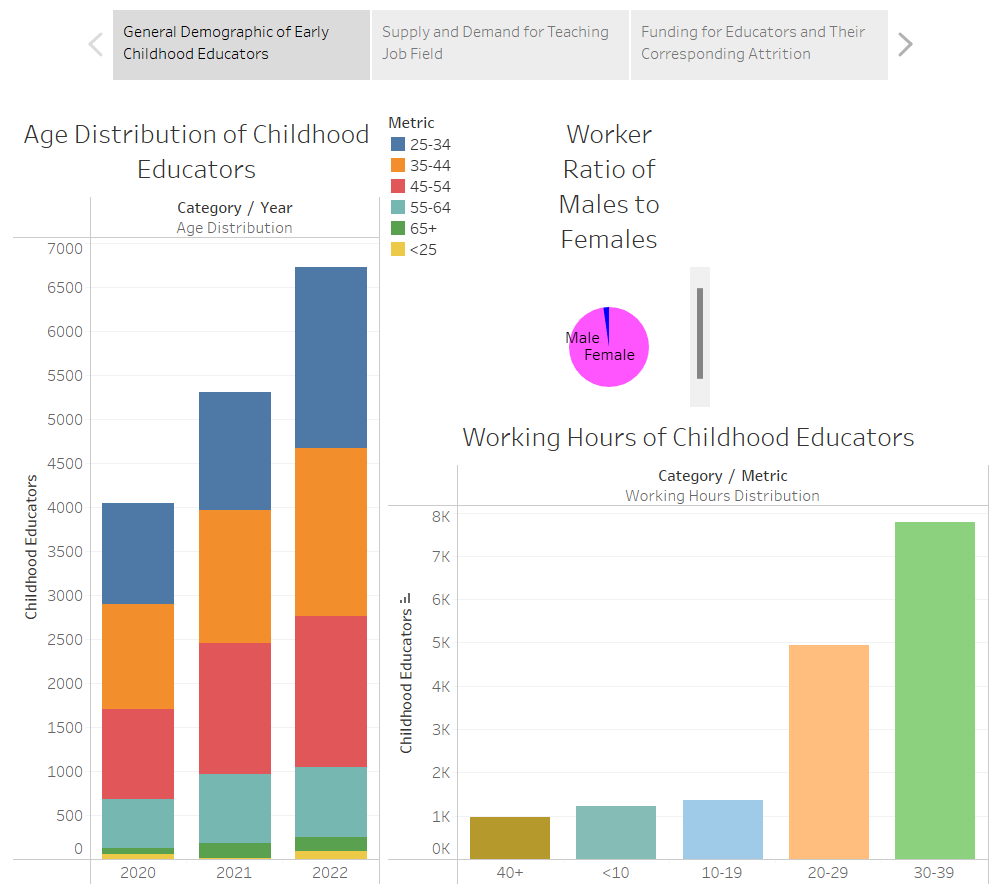 General Demographic of Early
Childhood Educators
Supply and Demand for Teaching
Job Field
Funding for Educators and Their
Corresponding Attrition
Age Distribution of Childhood
Educators
Category / Year
Age Distribution
7000
6500
6000
5500
5000
4500
4000
3500
3000
2500
2000
1500
1000
500
0
Childhood Educators
2020
2021
2022
Metric
25-34
35-44
45-54
55-64
65+
<25
Worker
Ratio of
Males to
Females
Male
Female
Working Hours of Childhood Educators
Category / Metric
Working Hours Distribution
8K
7K
6K
5K
4K
3K
2K
1K
0K
Childhood Educators
40+
<10
10-19
20-29
30-39